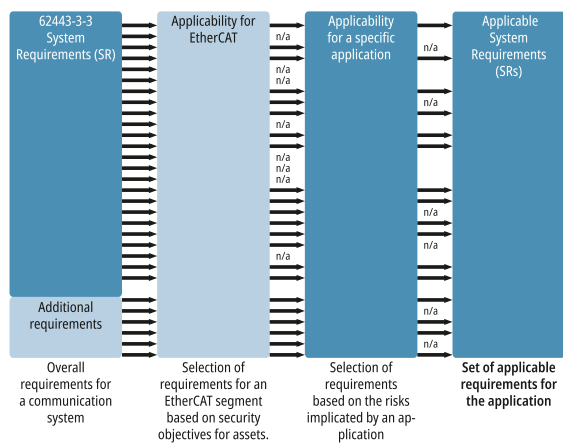 62443-3-3
System
Requirements (SR)
Applicability for
EtherCAT
Applicability
for a specific
application
Applicable
System
Requirements
(SRs)
n/a
n/a
n/a
n/a
n/a
n/a
n/a
n/a
n/a
n/a
n/a
n/a
n/a
n/a
Additional
requirements
Overall
requirements for
a communication
system
Selection of
requirements for an
EtherCAT segment
based on security
objectives for assets.
Selection of
requirements
based on the risks
implicated by an ap-
plication
Set of applicable
requirements for
the application